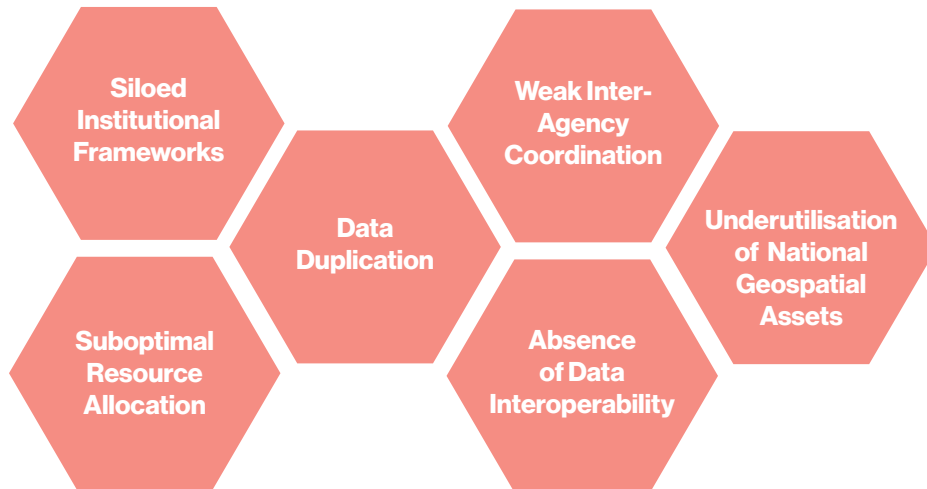 Siloed
Institutional
Frameworks
Weak Inter-
Agency
Coordination
Data
Duplication
Underutilisation
of National
Geospatial
Assets
Suboptimal
Resource
Allocation
Absence
of Data
Interoperability